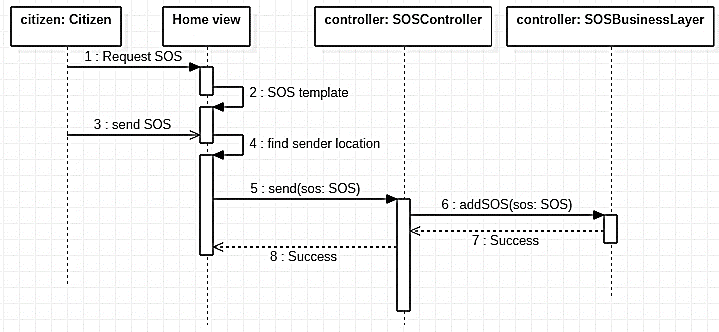 citizen: Citizen
Home view
controller: SOSController
controller: SOSBusinessLayer
1 : Request SOS
2 : SOS template
3 : send SOS
4 : find sender location
5 : send(sos: SOS)
6 : addSOS(sos: SOS)
7 : Success
8 : Success